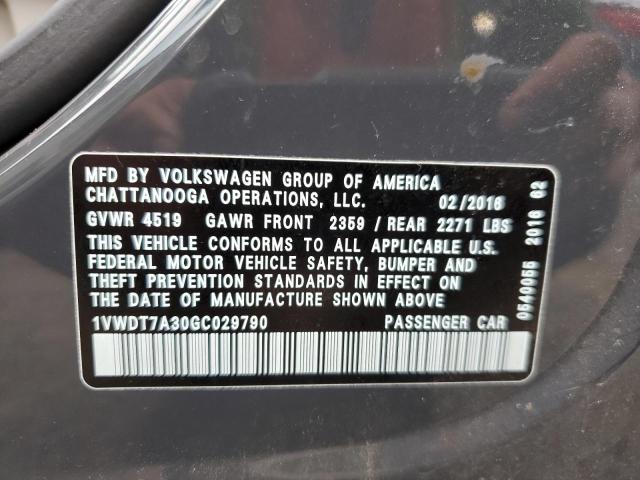 MFD BY VOLKSWAGEN GROUP OF AMERICA
CHATTANOOGA OPERATIONS, LLC. 02/2016
GVWR 4519 GAWR FRONT 2359 / REAR 2271 LBS
THIS VEHICLE CONFORMS TO ALL APPLICABLE U.S.
FEDERAL MOTOR VEHICLE SAFETY, BUMPER AND
THEFT PREVENTION STANDARDS IN EFFECT ON THE
DATE OF MANUFACTURE SHOWN ABOVE
1VWDT7A30GC029790 PASSENGER CAR
0540055 2016 02